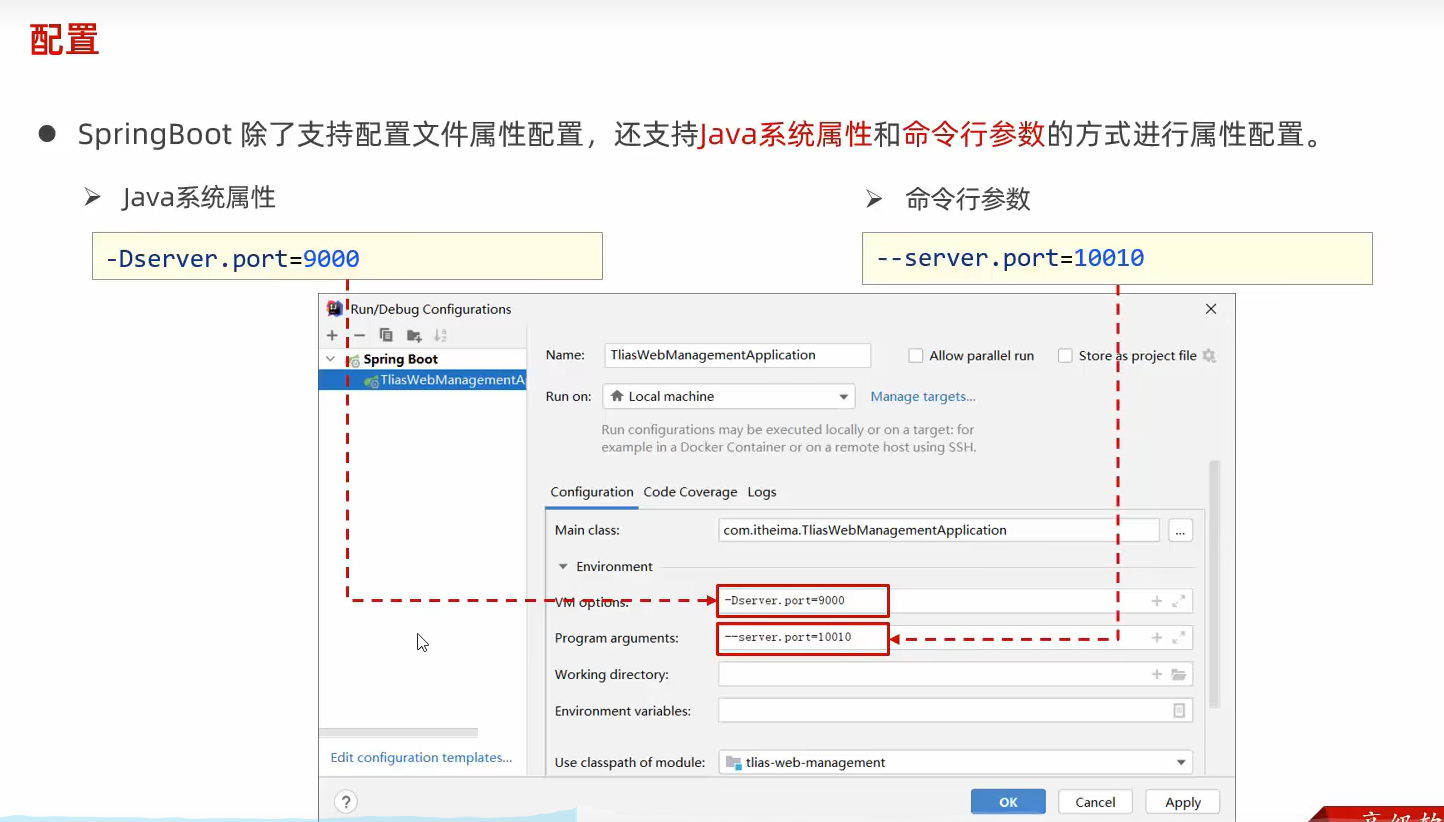 配置
SpringBoot 除了支持配置文件属性配置，还支持Java系统属性和命令行参数的方式进行属性配置。
Java系统属性
命令行参数
-Dserver.port=9000
--server.port=10010
Run/Debug Configurations
Spring Boot
TliasWebManagementA
Name: TliasWebManagementApplication Allow parallel run Store as project file
Run on: Local machine Manage targets...
Run configurations may be executed locally or on a target: for
example in a Docker Container or on a remote host using SSH.
Configuration Code Coverage Logs
Main class: com.itheima.TliasWebManagementApplication ...
Environment
VM options: -Dserver.port=9000
Program arguments: --server.port=10010
Working directory:
Environment variables:
Use classpath of module: tlias-web-management
Edit configuration templates...
? OK Cancel Apply